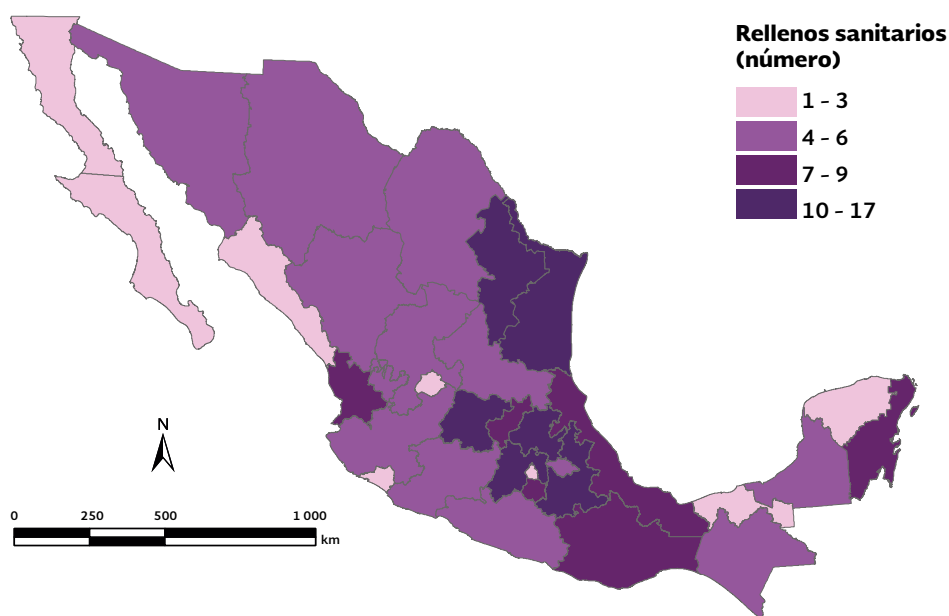 Rellenos sanitarios
(número)
1 - 3
4 - 6
7 - 9
10 - 17
N
0 250 500 1 000
km